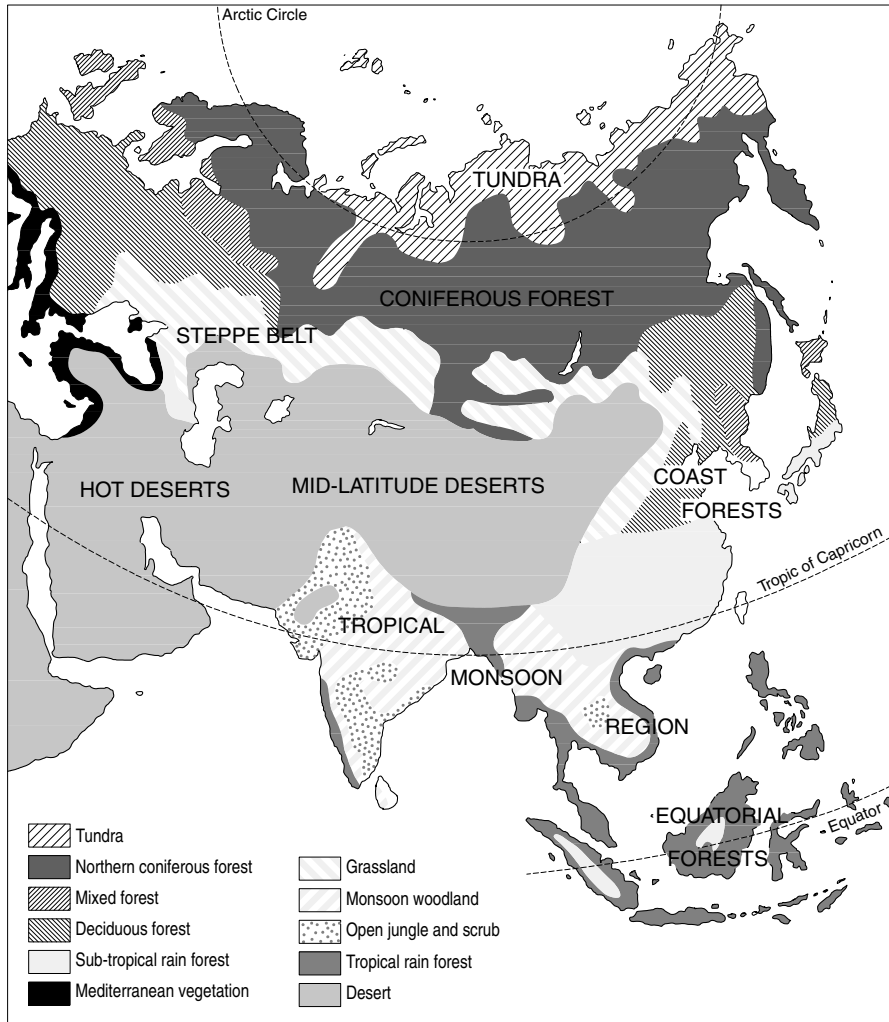 Arctic Circle
TUNDRA
CONIFEROUS FOREST
STEPPE BELT
COAST
FORESTS
HOT DESERTS
MID-LATITUDE DESERTS
Tropic of Capricorn
TROPICAL
MONSOON
REGION
EQUATORIAL
FORESTS
Equator
Tundra
Northern coniferous forest
Mixed forest
Deciduous forest
Sub-tropical rain forest
Mediterranean vegetation
Grassland
Monsoon woodland
Open jungle and scrub
Tropical rain forest
Desert